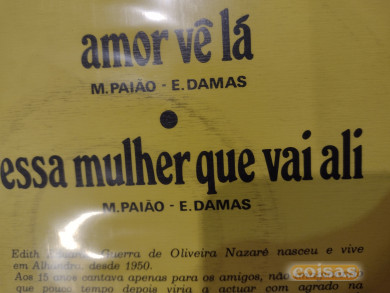 amor vê lá
M. PAIÃO - E. DAMAS
essa mulher que vai ali
M. PAIÃO - E. DAMAS
Edith Guerra de Oliveira Nazaré nasceu e vive
em Alhandra, desde 1950.
Aos 15 anos cantava apenas para os amigos, não
que pouco tempo depois viria a actuar com agrado na
coisas